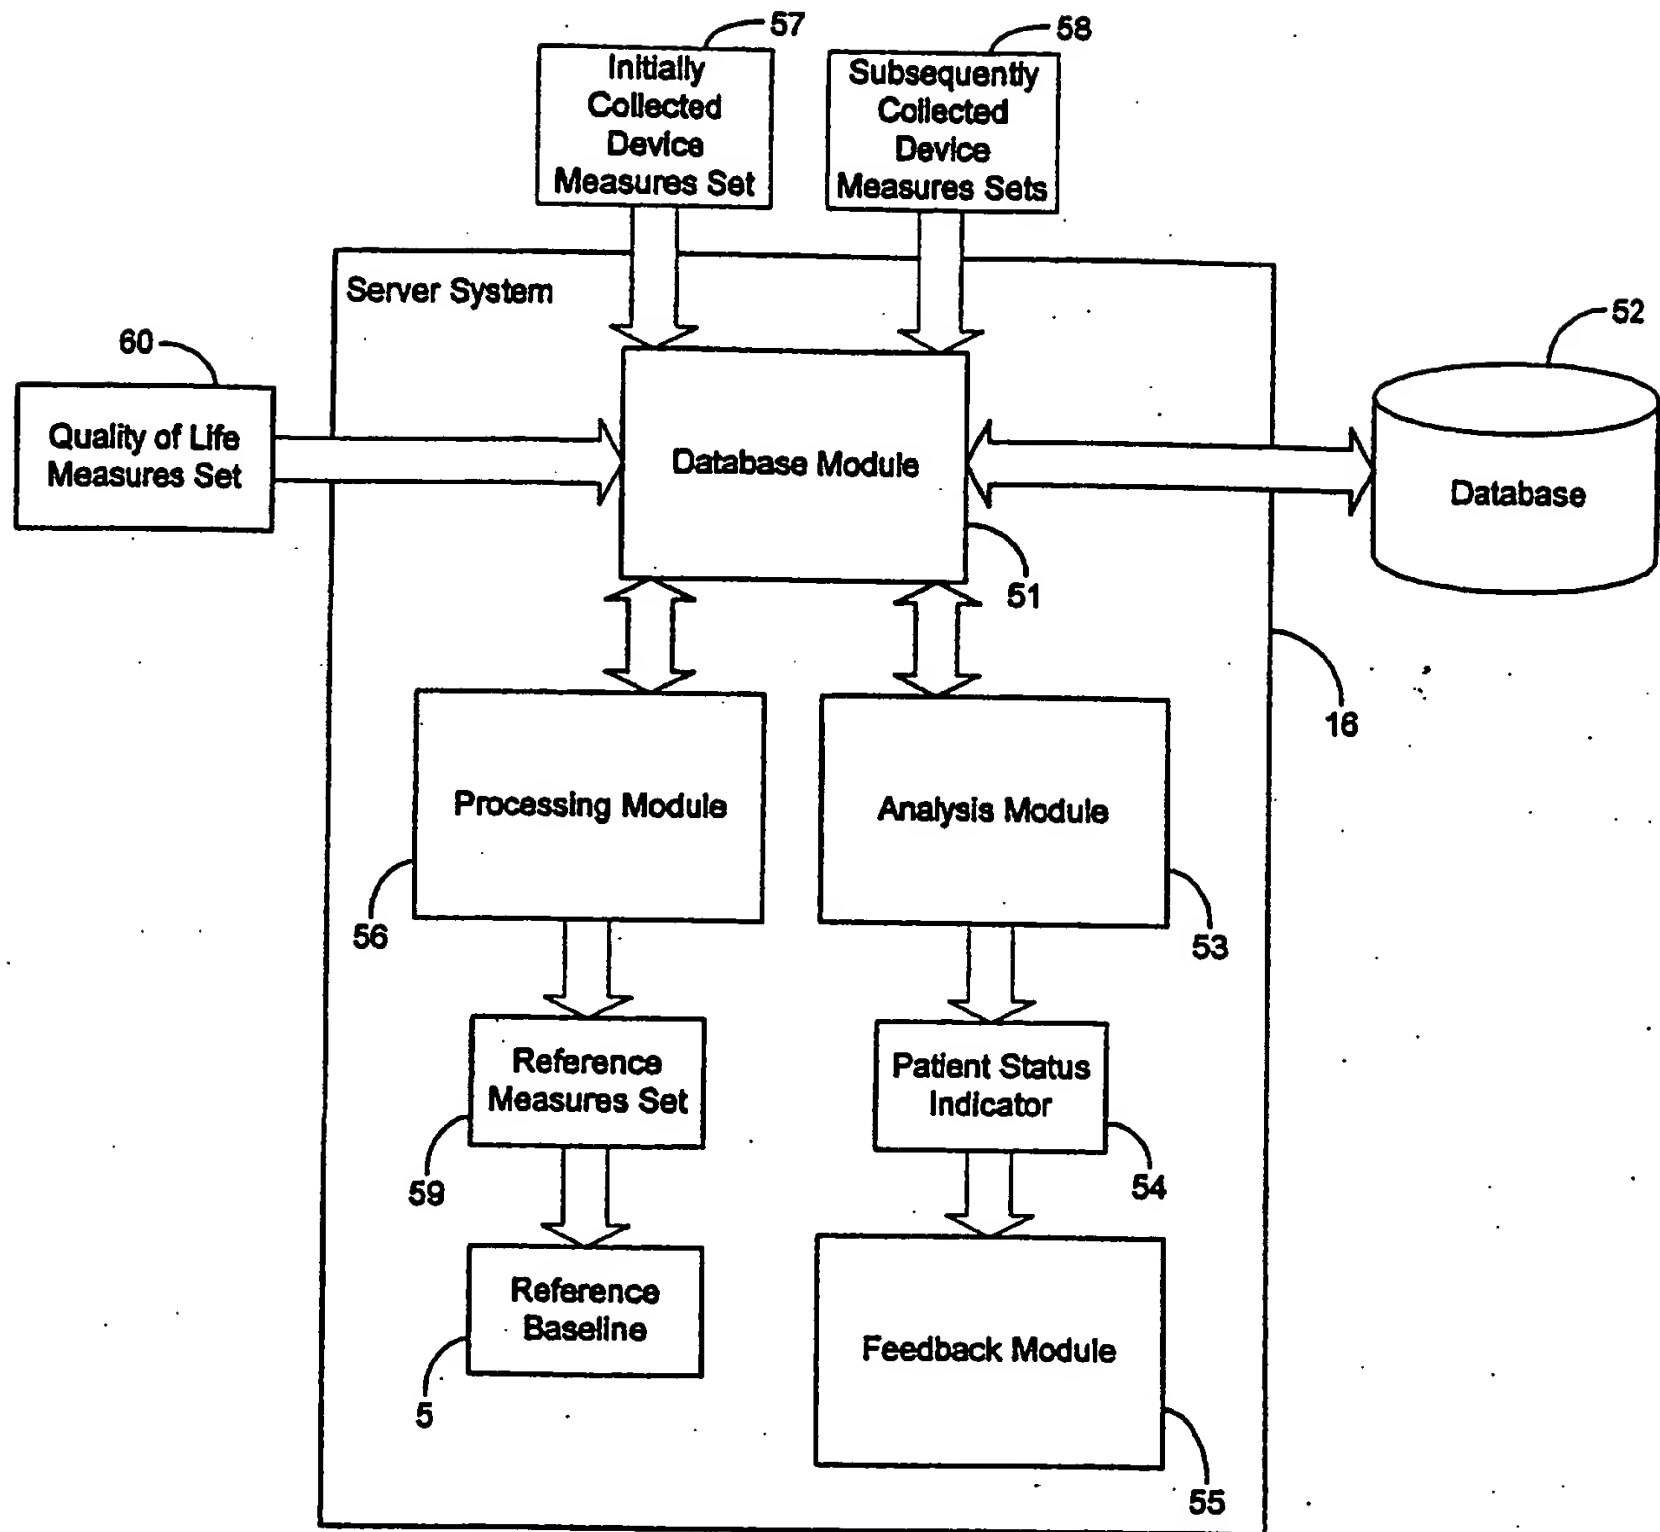 57
Initially
Collected
Device
Measures Set
58
Subsequently
Collected
Device
Measures Sets
Server System
60
Quality of Life
Measures Set
Database Module
51
52
Database
16
Processing Module
56
Analysis Module
53
Reference
Measures Set
59
Patient Status
Indicator
54
Reference
Baseline
5
Feedback Module
55